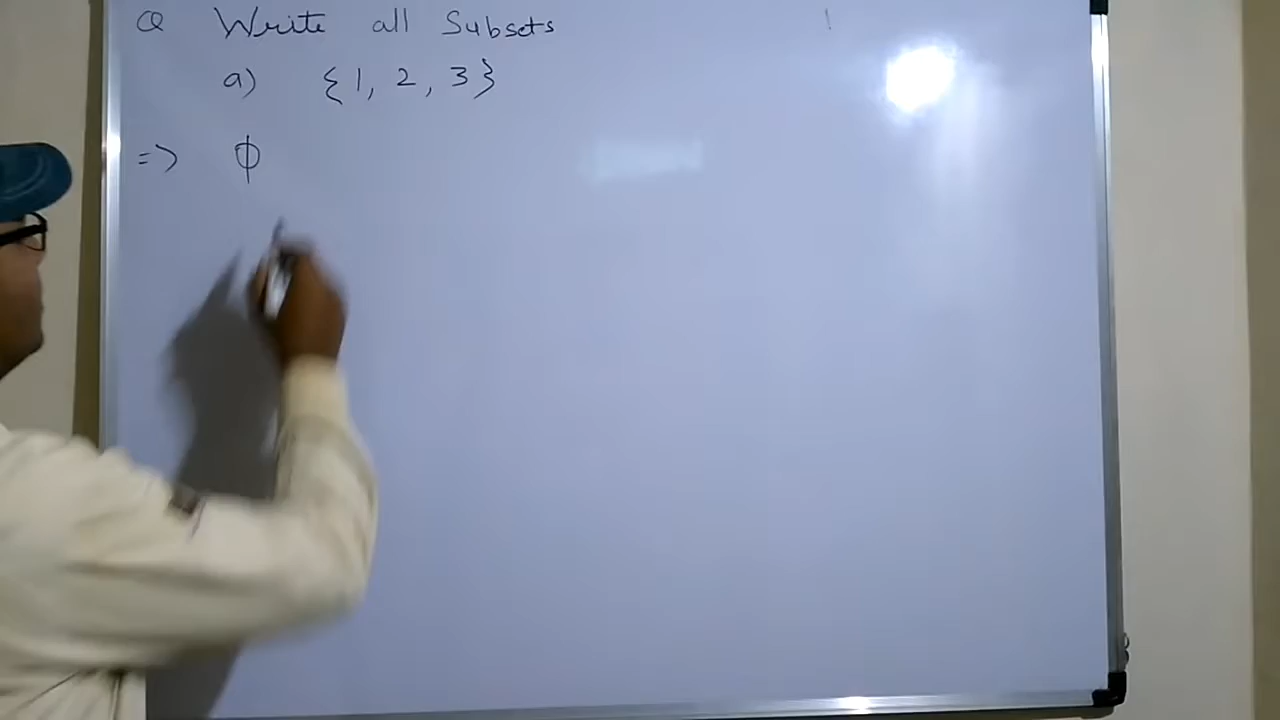 Q Write all Subsets
a) {1, 2, 3}
=> ϕ